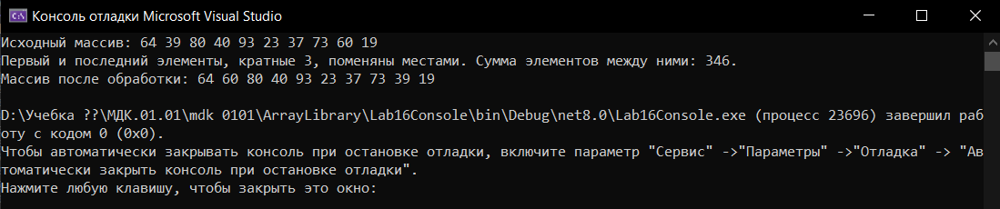 Консоль отладки Microsoft Visual Studio
Исходный массив: 64 39 80 40 93 23 37 73 60 19
Первый и последний элементы, кратные 3, поменяны местами. Сумма элементов между ними: 346.
Массив после обработки: 64 60 80 40 93 23 37 73 39 19
D:\Учебка ??\МДК.01.01\mdk 0101\ArrayLibrary\Lab16Console\bin\Debug\net8.0\Lab16Console.exe (процесс 23696) завершил раб
оту с кодом 0 (0x0).
Чтобы автоматически закрывать консоль при остановке отладки, включите параметр "Сервис" ->"Параметры" ->"Отладка" -> "Ав
томатически закрыть консоль при остановке отладки".
Нажмите любую клавишу, чтобы закрыть это окно: